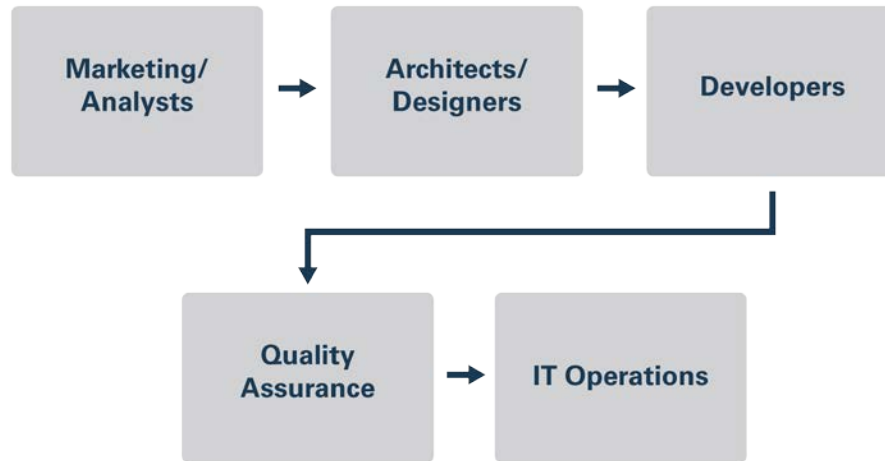 Marketing/
Analysts
Architects/
Designers
Developers
Quality
Assurance
IT Operations